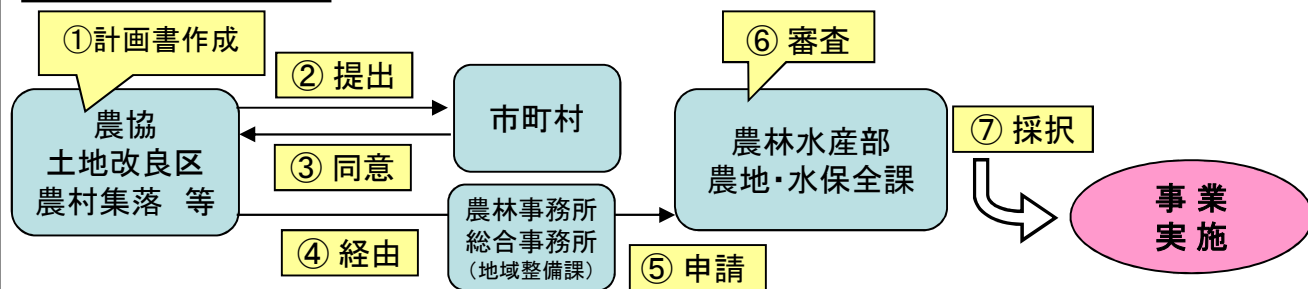 ①計画書作成
② 提出
③ 同意
農協
土地改良区
農村集落 等
市町村
④ 経由
農林事務所
総合事務所
（地域整備課）
⑤ 申請
⑥ 審査
農林水産部
農地・水保全課
⑦ 採択
事 業
実 施